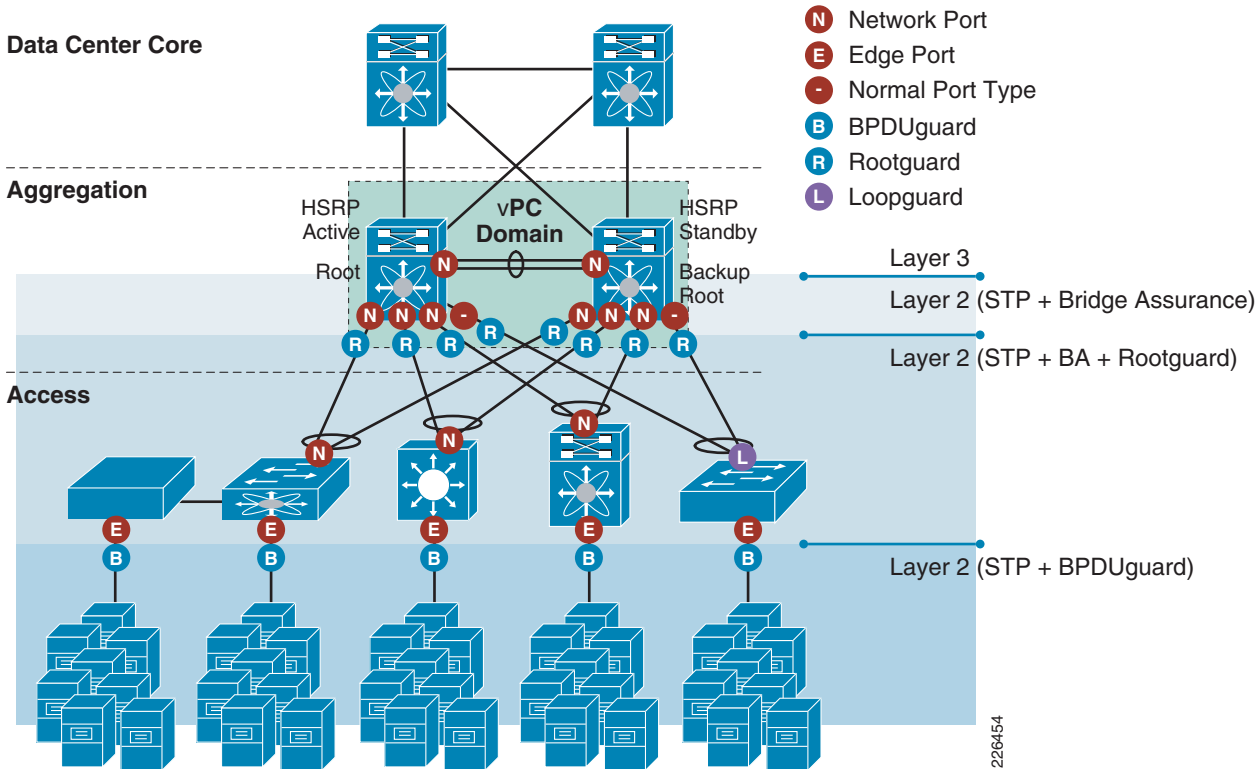 Data Center Core
N Network Port
E Edge Port
- Normal Port Type
B BPDUguard
R Rootguard
L Loopguard
Aggregation
HSRP
Active
Root
vPC
Domain
HSRP
Standby
Backup
Root
N N
N N N - N N N -
R R R R R R R R
Layer 3
Layer 2 (STP + Bridge Assurance)
Layer 2 (STP + BA + Rootguard)
Access
N N N L
E E E E E
B B B B B
Layer 2 (STP + BPDUguard)
226454